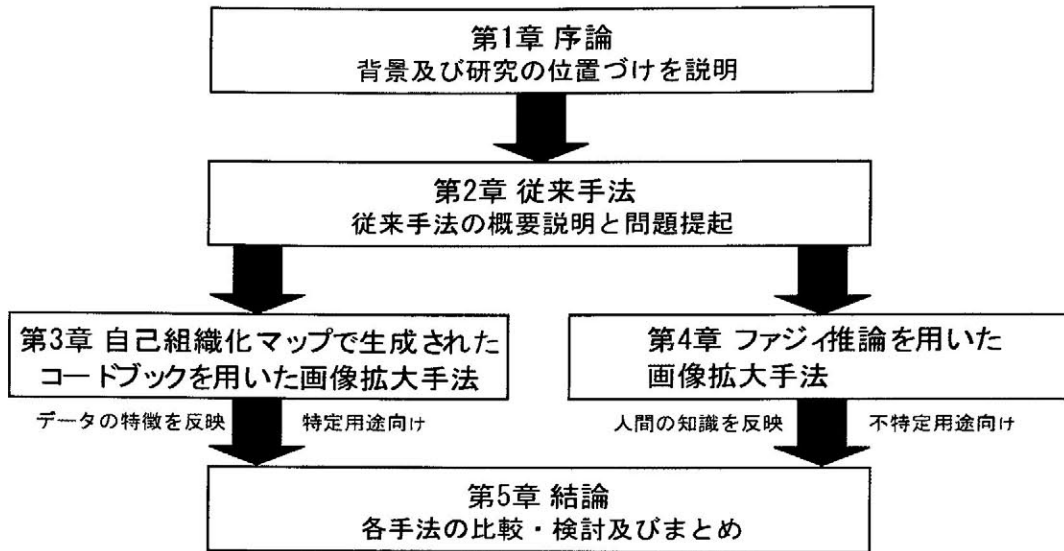 第1章 序論
背景及び研究の位置づけを説明
第2章 従来手法
従来手法の概要説明と問題提起
第3章 自己組織化マップで生成された
コードブックを用いた画像拡大手法
第4章 ファジィ推論を用いた
画像拡大手法
データの特徴を反映
特定用途向け
人間の知識を反映
不特定用途向け
第5章 結論
各手法の比較・検討及びまとめ